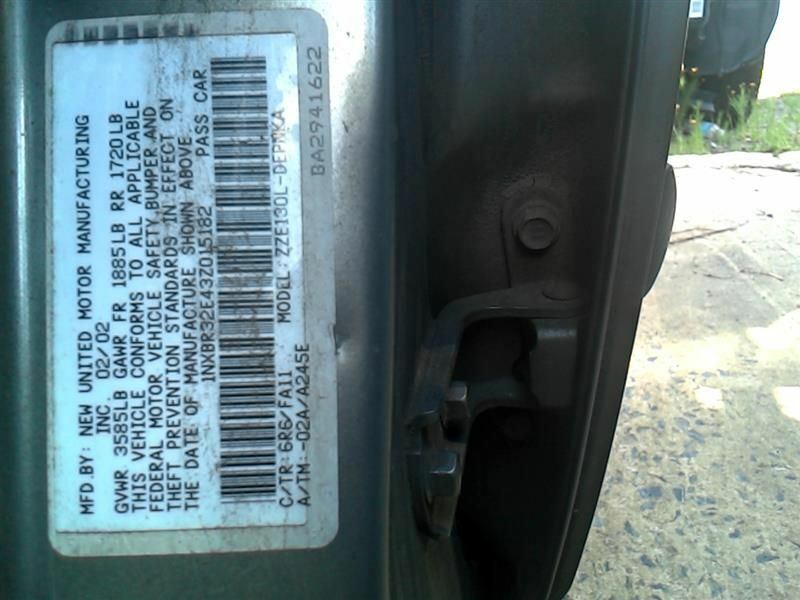 MFD.BY: NEW UNITED MOTOR MANUFACTURING
INC. 02/02
GVWR 3585LB GAWR FR 1885LB RR 1720LB
THIS VEHICLE CONFORMS TO ALL APPLICABLE
FEDERAL MOTOR VEHICLE SAFETY,BUMPER,AND
THEFT PREVENTION STANDARDS IN EFFECT ON
THE DATE OF MANUFACTURE SHOWN ABOVE.
1NXBR32E43Z015182 PASS CAR
C/TR: 6R6/FA11 MODEL: ZZE130L-DEPNKA
A/TM: -02A/A245E
BA2941622